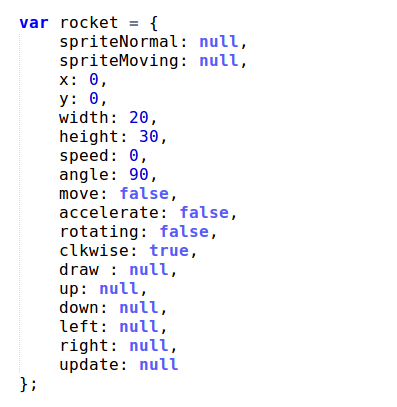 var rocket = {
    spriteNormal: null,
    spriteMoving: null,
    x: 0,
    y: 0,
    width: 20,
    height: 30,
    speed: 0,
    angle: 90,
    move: false,
    accelerate: false,
    rotating: false,
    clkwise: true,
    draw : null,
    up: null,
    down: null,
    left: null,
    right: null,
    update: null
};